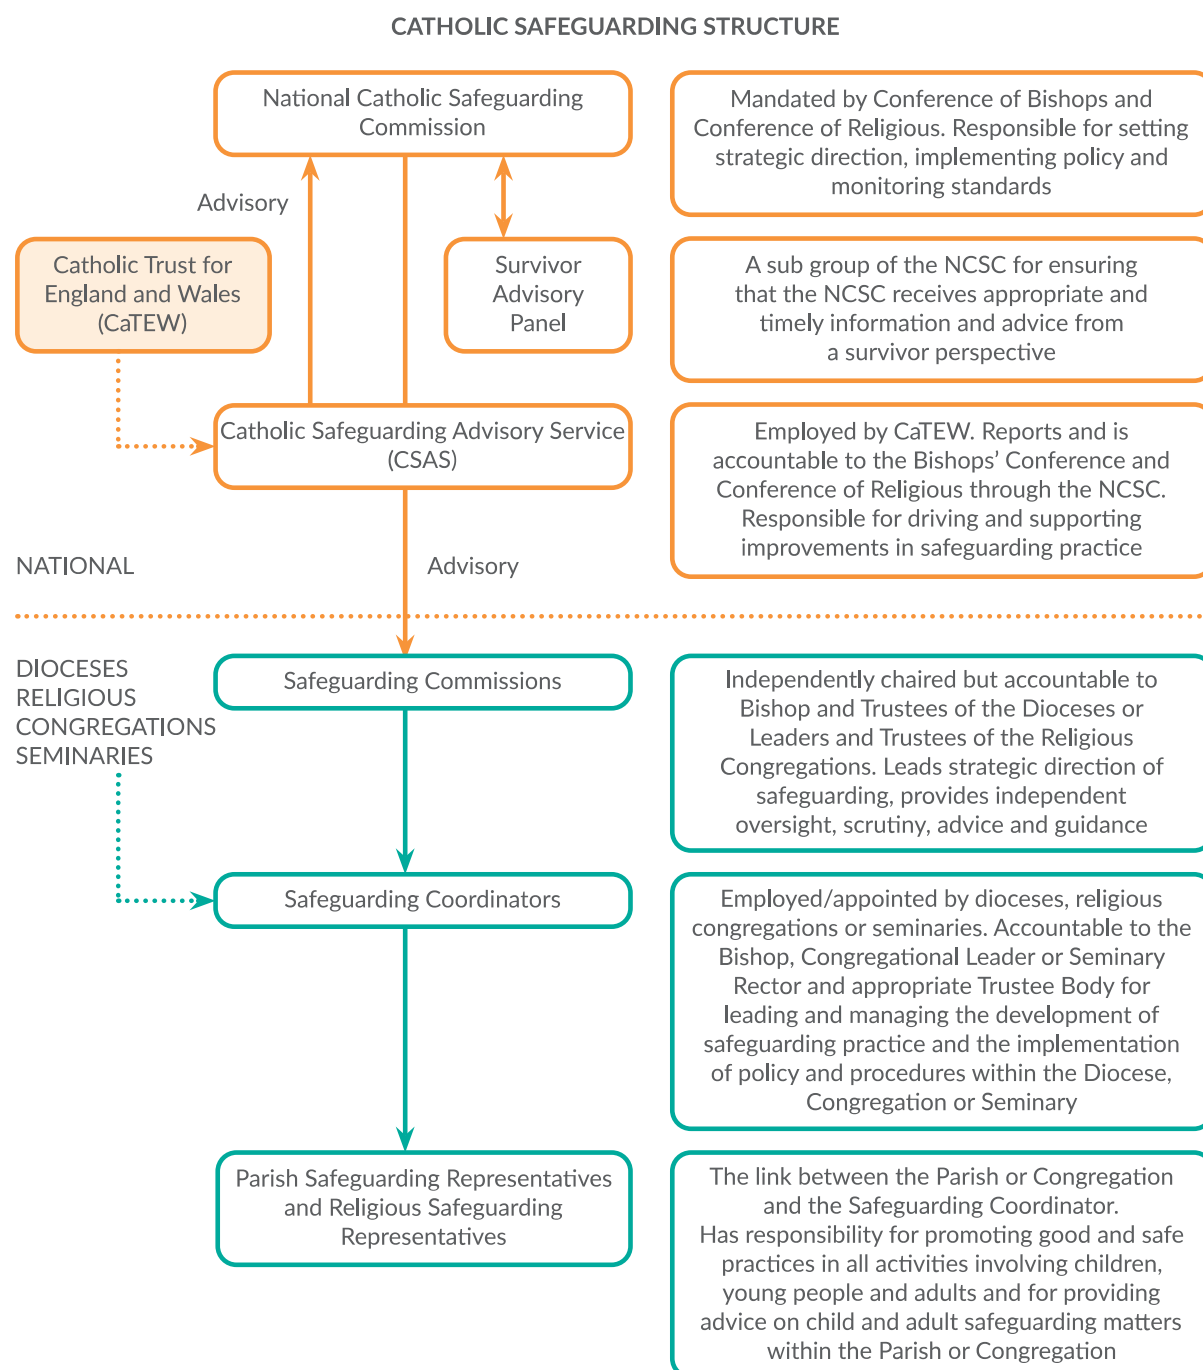 CATHOLIC SAFEGUARDING STRUCTURE
National Catholic Safeguarding
Commission
Mandated by Conference of Bishops and
Conference of Religious. Responsible for setting
strategic direction, implementing policy and
monitoring standards
Advisory
Catholic Trust for
England and Wales
(CaTEW)
Survivor
Advisory
Panel
A sub group of the NCSC for ensuring
that the NCSC receives appropriate and
timely information and advice from
a survivor perspective
Catholic Safeguarding Advisory Service
(CSAS)
Employed by CaTEW. Reports and is
accountable to the Bishops’ Conference and
Conference of Religious through the NCSC.
Responsible for driving and supporting
improvements in safeguarding practice
NATIONAL
Advisory
DIOCESES
RELIGIOUS
CONGREGATIONS
SEMINARIES
Safeguarding Commissions
Independently chaired but accountable to
Bishop and Trustees of the Dioceses or
Leaders and Trustees of the Religious
Congregations. Leads strategic direction of
safeguarding, provides independent
oversight, scrutiny, advice and guidance
Safeguarding Coordinators
Employed/appointed by dioceses, religious
congregations or seminaries. Accountable to the
Bishop, Congregational Leader or Seminary
Rector and appropriate Trustee Body for
leading and managing the development of
safeguarding practice and the implementation
of policy and procedures within the Diocese,
Congregation or Seminary
Parish Safeguarding Representatives
and Religious Safeguarding
Representatives
The link between the Parish or Congregation
and the Safeguarding Coordinator.
Has responsibility for promoting good and safe
practices in all activities involving children,
young people and adults and for providing
advice on child and adult safeguarding matters
within the Parish or Congregation